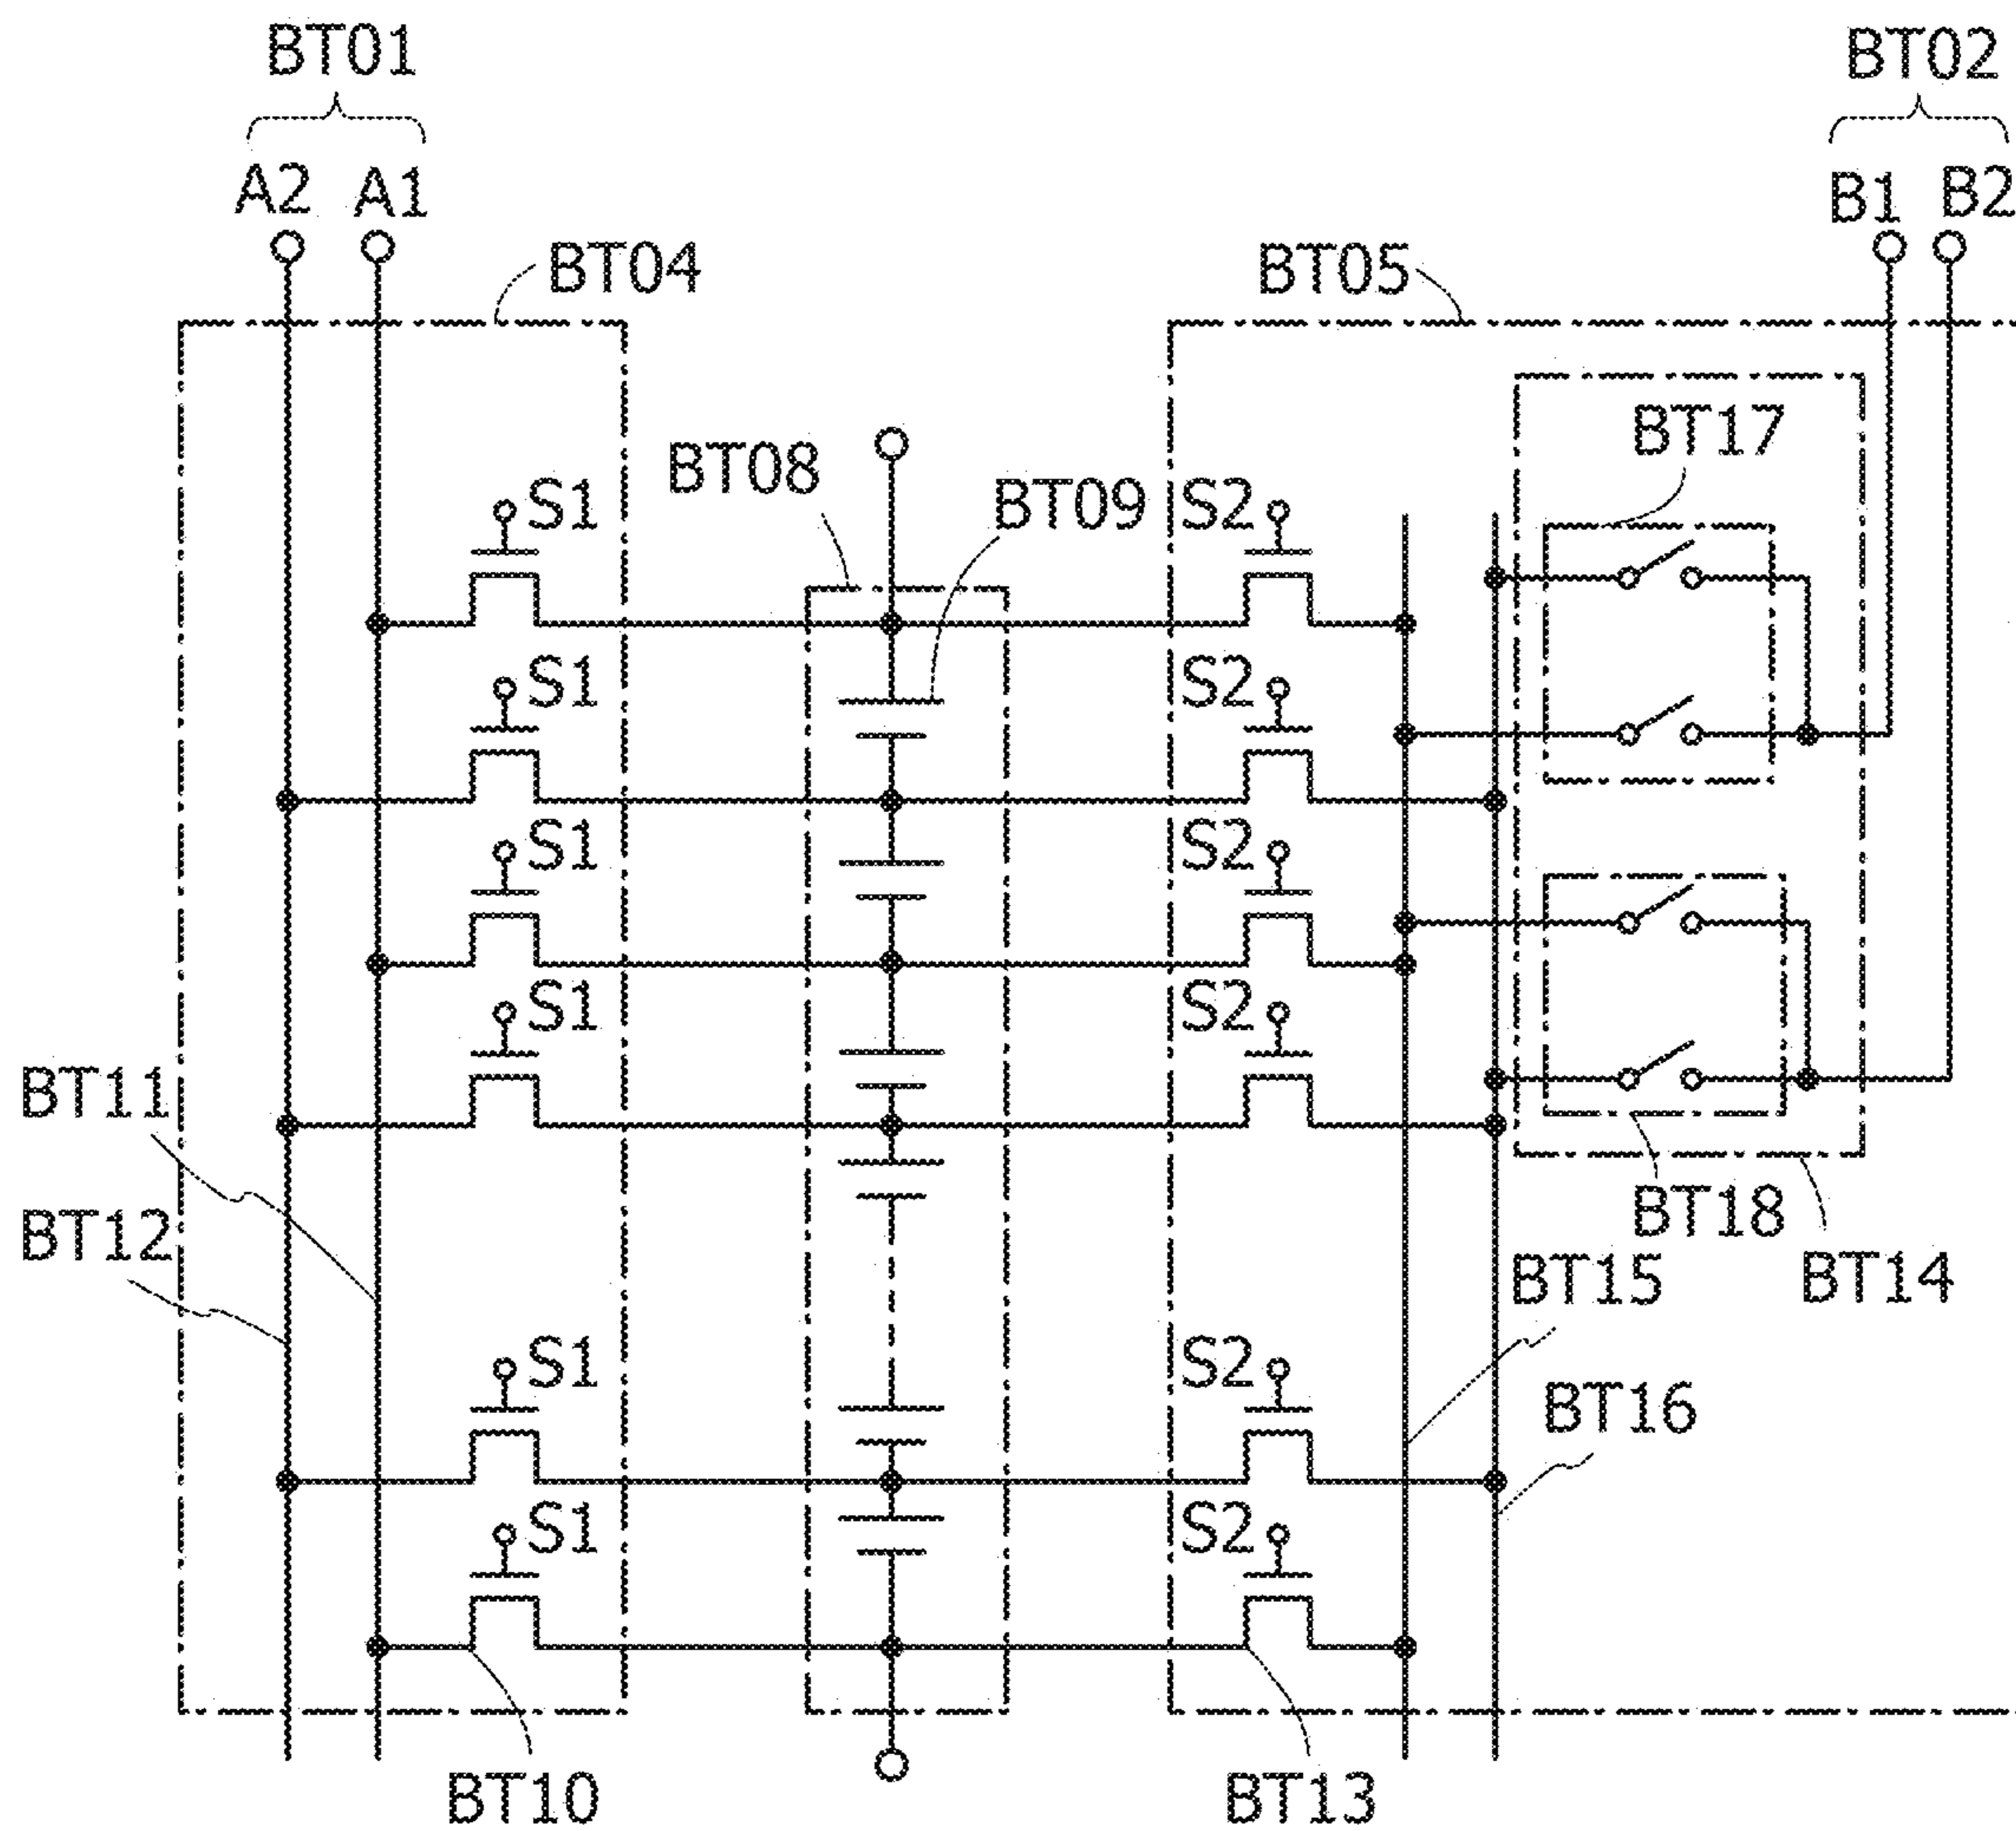 BT01
BT02
A2 A1
B1 B2
BT04
BT05
BT17
BT08
BT09
S1
S2
S1
S2
S1
S2
S1
S2
BT11
BT12
BT18
BT14
BT15
S1
S2
BT16
S1
S2
BT10
BT13